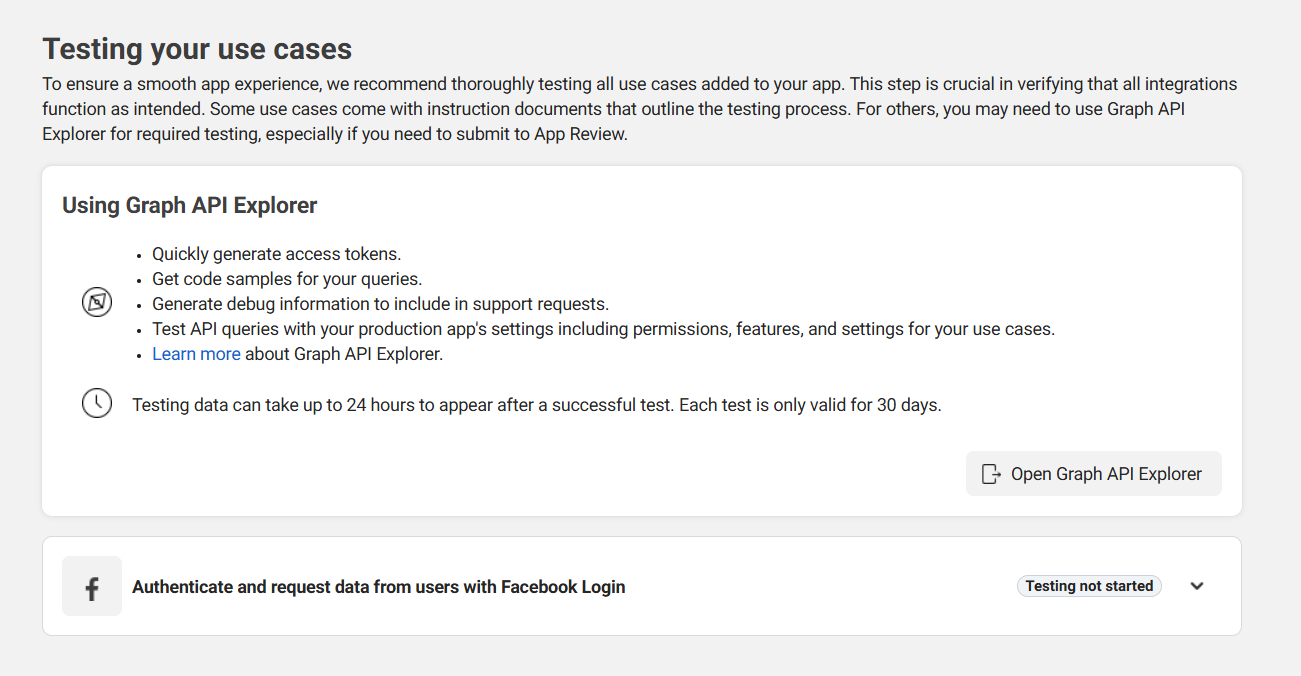 Testing your use cases
To ensure a smooth app experience, we recommend thoroughly testing all use cases added to your app. This step is crucial in verifying that all integrations
function as intended. Some use cases come with instruction documents that outline the testing process. For others, you may need to use Graph API
Explorer for required testing, especially if you need to submit to App Review.
Using Graph API Explorer
• Quickly generate access tokens.
• Get code samples for your queries.
• Generate debug information to include in support requests.
• Test API queries with your production app's settings including permissions, features, and settings for your use cases.
• Learn more about Graph API Explorer.
Testing data can take up to 24 hours to appear after a successful test. Each test is only valid for 30 days.
Open Graph API Explorer
Authenticate and request data from users with Facebook Login
Testing not started